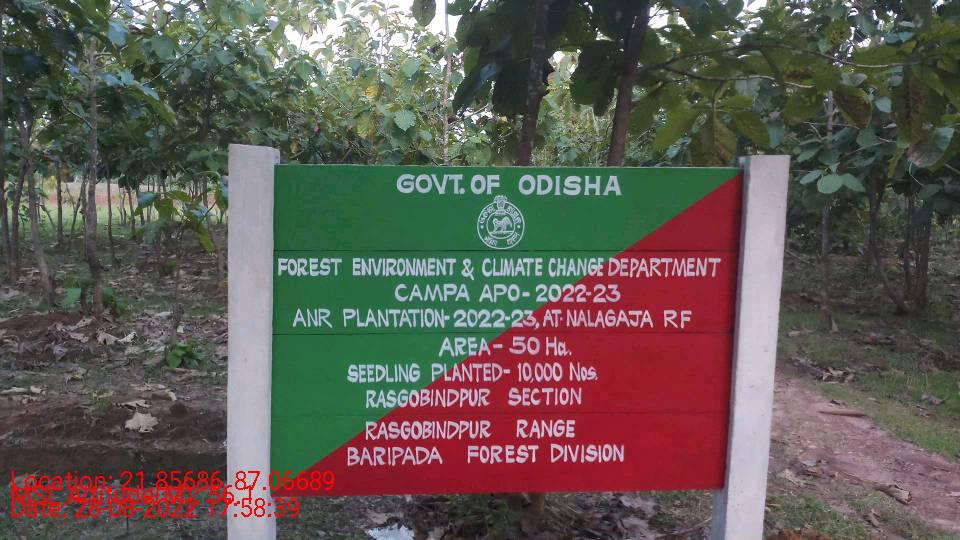 GOVT. OF ODISHA
FOREST ENVIRONMENT & CLIMATE CHANGE DEPARTMENT
CAMPA APO-2022-23
ANR PLANTATION-2022-23, AT-NALAGAJA RF
AREA-50 Ha.
SEEDLING PLANTED-10,000 Nos.
RASGOBINDPUR SECTION
RASGOBINDPUR RANGE
BARIPADA FOREST DIVISION
Location: 21.85686,87.06689
Date: 28-08-2022 17:58:39